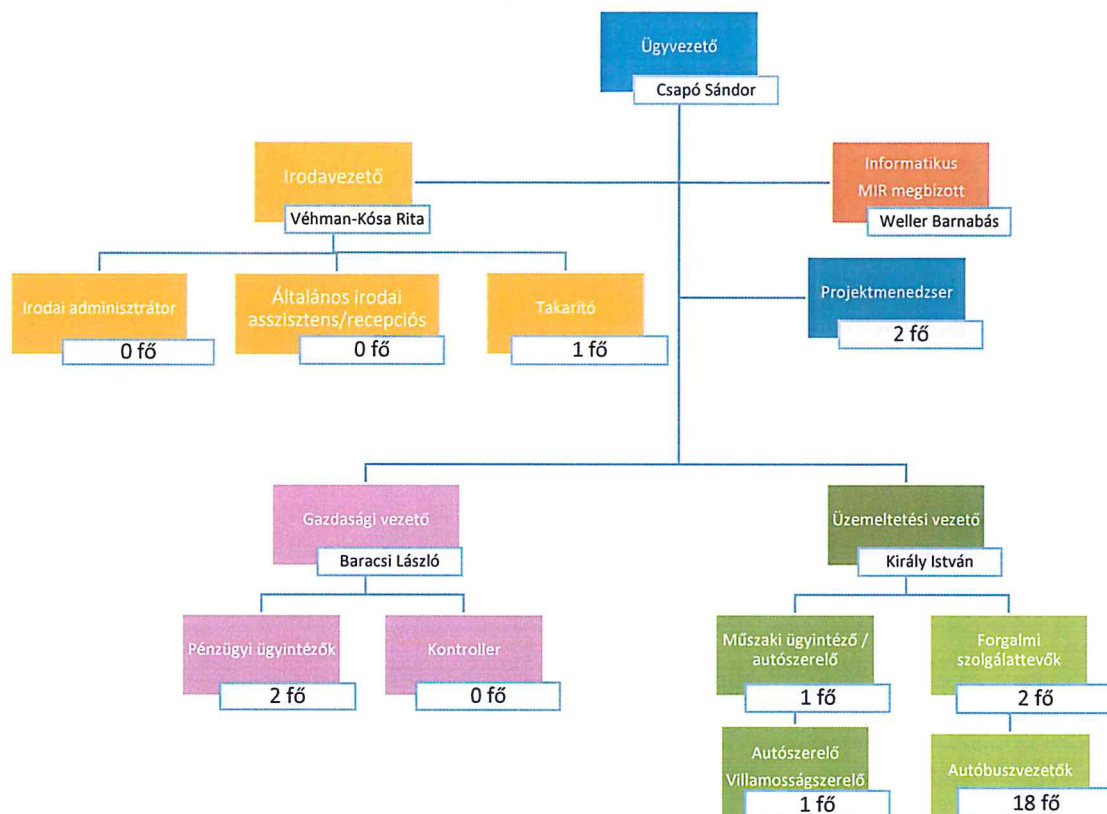 Ügyvezető
Csapó Sándor
Irodavezető
Véhman-Kósa Rita
Informatikus
MIR megbízott
Weller Barnabás
Irodai adminisztrátor
0 fő
Általános irodai
asszisztens/recepciós
0 fő
Takarító
1 fő
Projektmenedzser
2 fő
Gazdasági vezető
Baracsi László
Üzemeltetési vezető
Király István
Pénzügyi ügyintézők
2 fő
Kontroller
0 fő
Műszaki ügyintéző /
autószerelő
1 fő
Forgalmi
szolgálattevők
2 fő
Autószerelő
Villamosságszerelő
1 fő
Autóbuszvezetők
18 fő